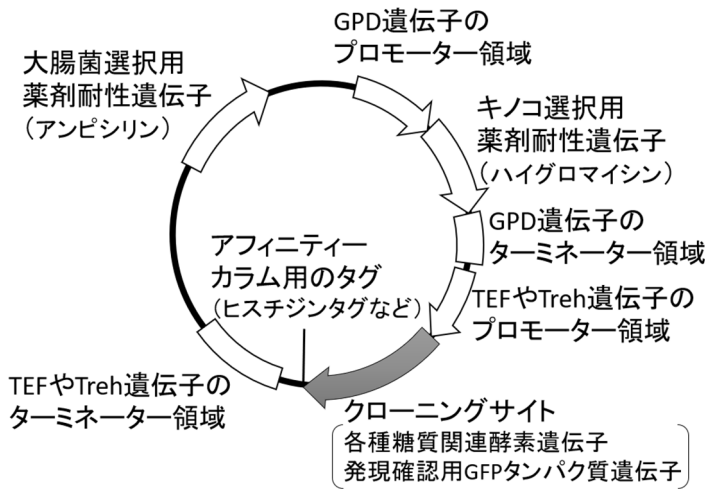 GPD遺伝子の
プロモーター領域
大腸菌選択用
薬剤耐性遺伝子
（アンピシリン）
キノコ選択用
薬剤耐性遺伝子
（ハイグロマイシン）
GPD遺伝子の
ターミネーター領域
アフィニティー
カラム用のタグ
（ヒスチジンタグなど）
TEFやTreh遺伝子の
プロモーター領域
TEFやTreh遺伝子の
ターミネーター領域
クローニングサイト
各種糖質関連酵素遺伝子
発現確認用GFPタンパク質遺伝子